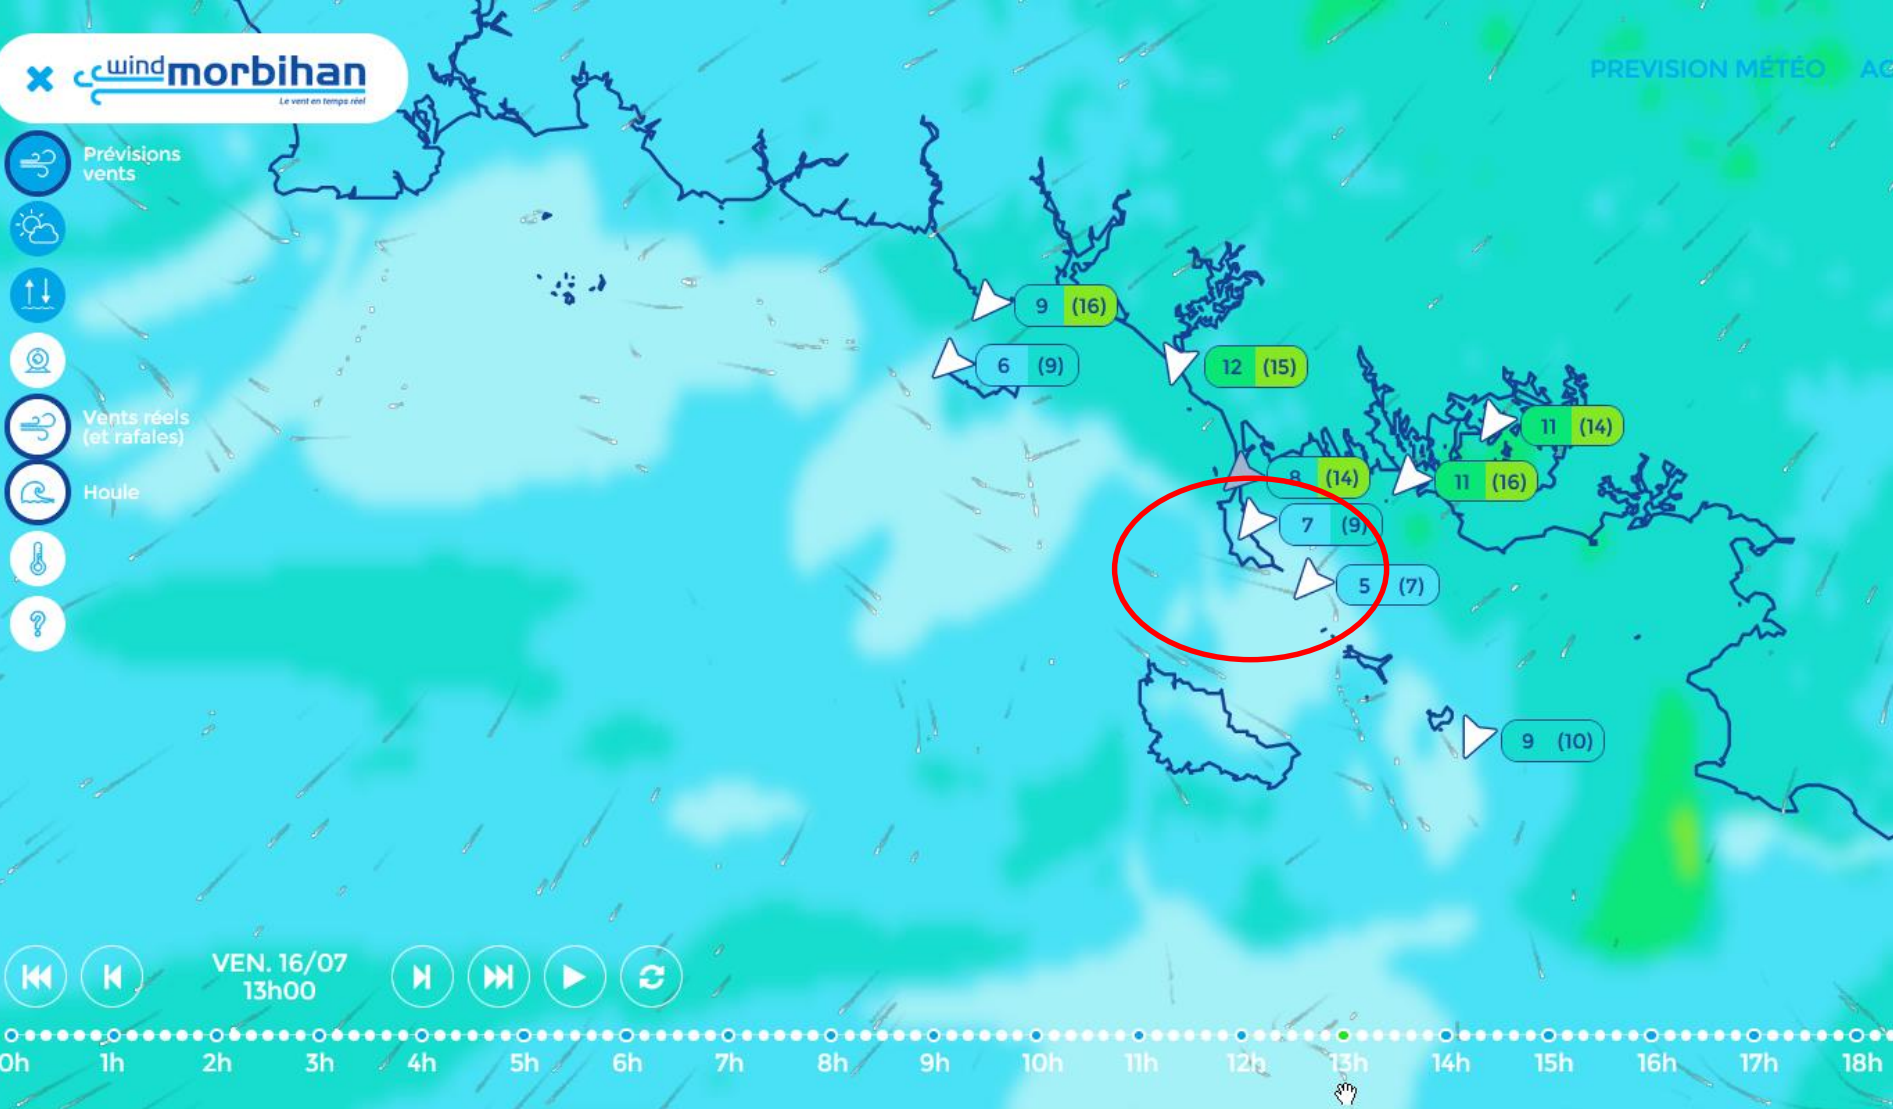 windmorbihan
Le vent en temps réel
PREVISION MÉTÉO
Prévisions
vents
Vents réels
(et rafales)
Houle
9 (16)
6 (9)
12 (15)
11 (14)
8 (14)
11 (16)
7 (9)
5 (7)
9 (10)
VEN. 16/07
13h00
0h 1h 2h 3h 4h 5h 6h 7h 8h 9h 10h 11h 12h 13h 14h 15h 16h 17h 18h